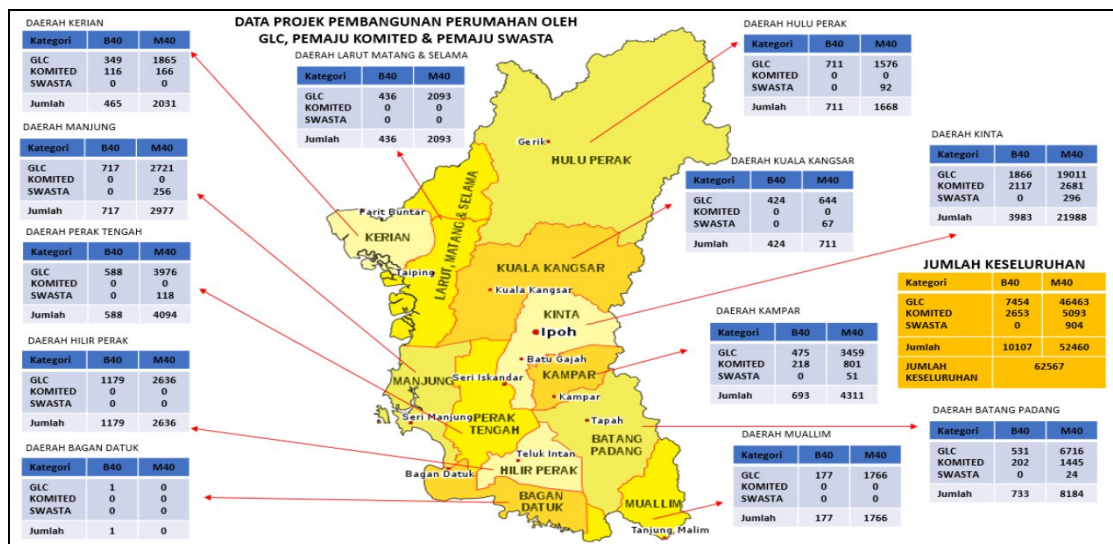 DATA PROJEK PEMBANGUNAN PERUMAHAN OLEH
GLC, PEMAJU KOMITED & PEMAJU SWASTA
DAERAH KERIAN
Kategori B40 M40
GLC 349 1865
KOMITED 116 166
SWASTA 0 0
Jumlah 465 2031
DAERAH MANJUNG
Kategori B40 M40
GLC 717 2721
KOMITED 0 0
SWASTA 0 256
Jumlah 717 2977
DAERAH PERAK TENGAH
Kategori B40 M40
GLC 588 3976
KOMITED 0 0
SWASTA 0 118
Jumlah 588 4094
DAERAH HILIR PERAK
Kategori B40 M40
GLC 1179 2636
KOMITED 0 0
SWASTA 0 0
Jumlah 1179 2636
DAERAH BAGAN DATUK
Kategori B40 M40
GLC 1 0
KOMITED 0 0
SWASTA 0 0
Jumlah 1 0
DAERAH LARUT MATANG & SELAMA
Kategori B40 M40
GLC 436 2093
KOMITED 0 0
SWASTA 0 0
Jumlah 436 2093
Gerik
HULU PERAK
LARUT, MATANG & SELAMA
Parit Buntar
KERIAN
Taiping
KUALA KANGSAR
Kuala Kangsar
KINTA
Ipoh
Batu Gajah
MANJUNG
Seri Iskandar
KAMPAR
Kampar
Seri Manjung
PERAK
TENGAH
Tapah
BATANG
PADANG
Teluk Intan
Bagan Datuk
HILIR PERAK
BAGAN
DATUK
MUALLIM
Tanjung Malim
DAERAH HULU PERAK
Kategori B40 M40
GLC 711 1576
KOMITED 0 0
SWASTA 0 92
Jumlah 711 1668
DAERAH KUALA KANGSAR
Kategori B40 M40
GLC 424 644
KOMITED 0 0
SWASTA 0 67
Jumlah 424 711
DAERAH KAMPAR
Kategori B40 M40
GLC 475 3459
KOMITED 218 801
SWASTA 0 51
Jumlah 693 4311
DAERAH MUALLIM
Kategori B40 M40
GLC 177 1766
KOMITED 0 0
SWASTA 0 0
Jumlah 177 1766
DAERAH KINTA
Kategori B40 M40
GLC 1866 19011
KOMITED 2117 2681
SWASTA 0 296
Jumlah 3983 21988
JUMLAH KESELURUHAN
Kategori B40 M40
GLC 7454 46463
KOMITED 2653 5093
SWASTA 0 904
Jumlah 10107 52460
JUMLAH
KESELURUHAN 62567
DAERAH BATANG PADANG
Kategori B40 M40
GLC 531 6716
KOMITED 202 1445
SWASTA 0 24
Jumlah 733 8184